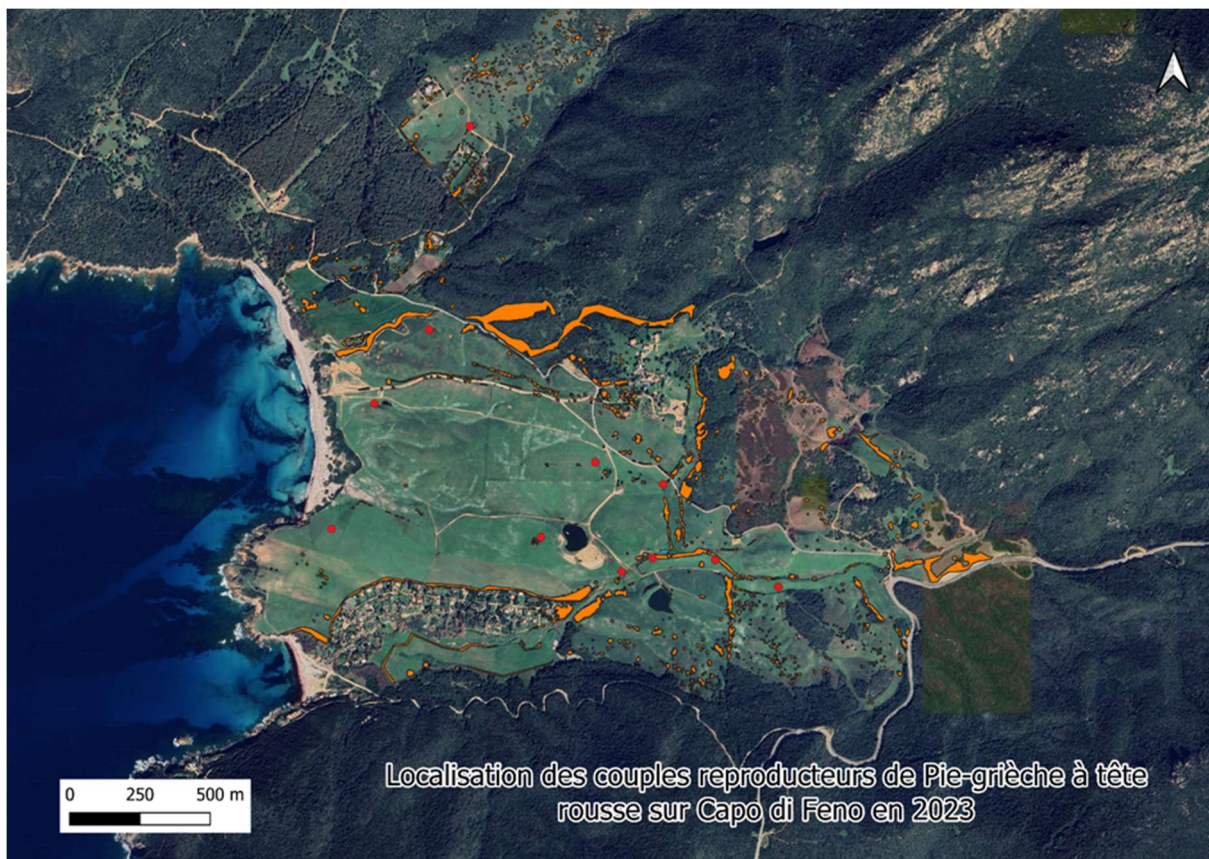 0 250 500 m
Localisation des couples reproducteurs de Pie-grièche à tête
rousse sur Capo di Feno en 2023